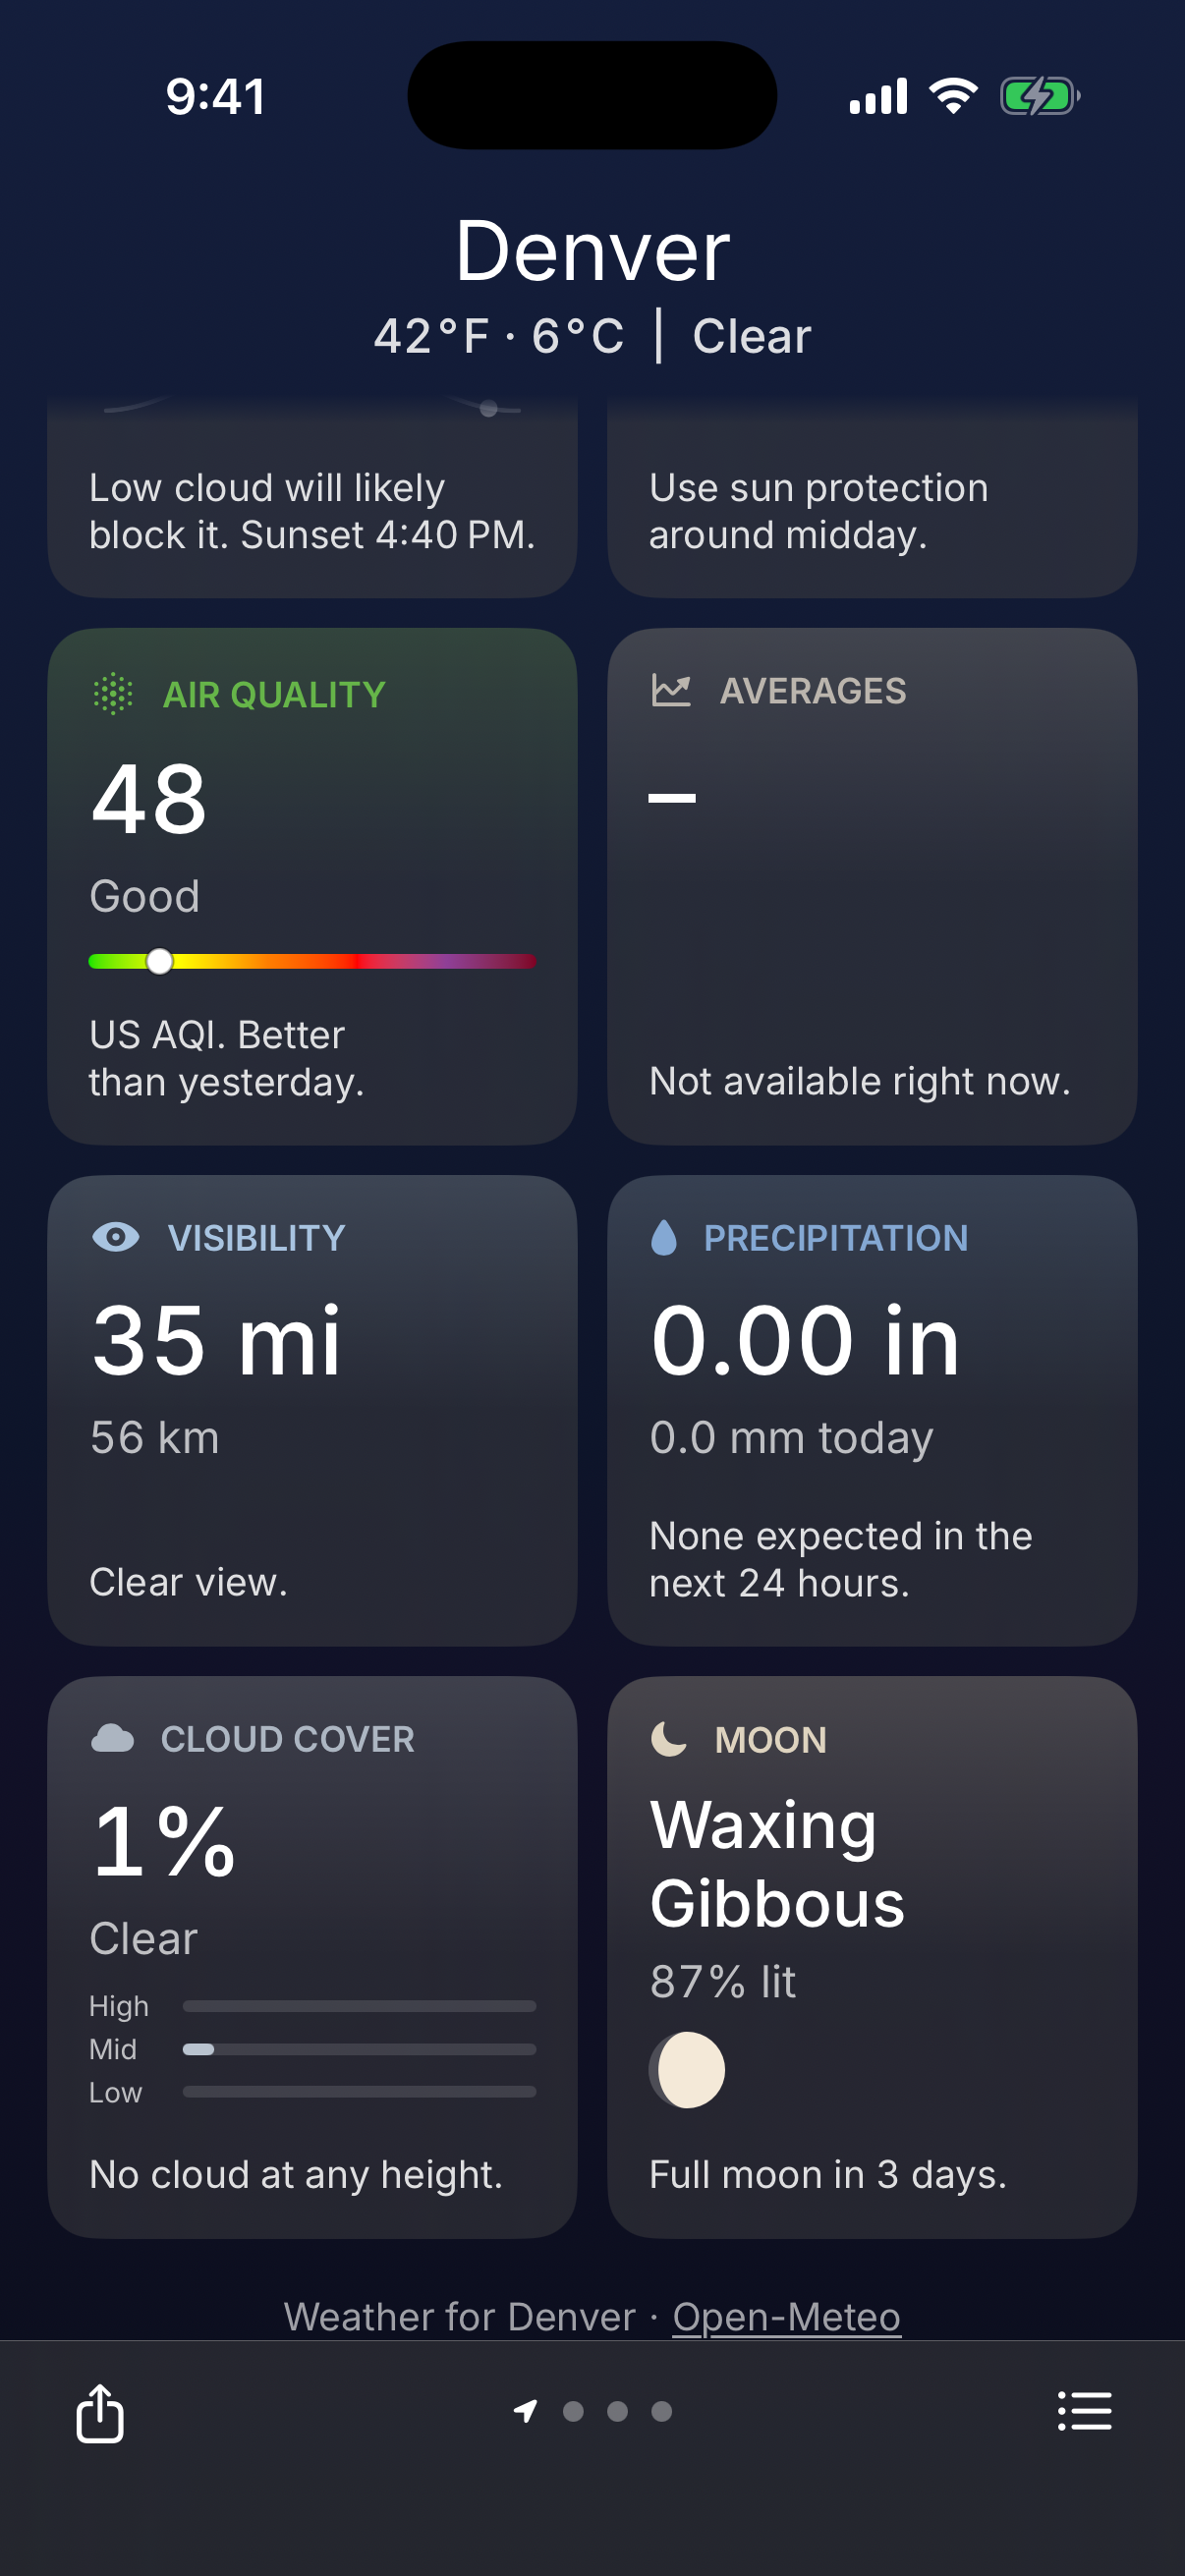 9:41
Denver
42°F · 6°C | Clear
Low cloud will likely
block it. Sunset 4:40 PM.
Use sun protection
around midday.
AIR QUALITY
48
Good
US AQI. Better
than yesterday.
AVERAGES
–
Not available right now.
VISIBILITY
35 mi
56 km
Clear view.
PRECIPITATION
0.00 in
0.0 mm today
None expected in the
next 24 hours.
CLOUD COVER
1%
Clear
High
Mid
Low
No cloud at any height.
MOON
Waxing
Gibbous
87% lit
Full moon in 3 days.
Weather for Denver · Open-Meteo